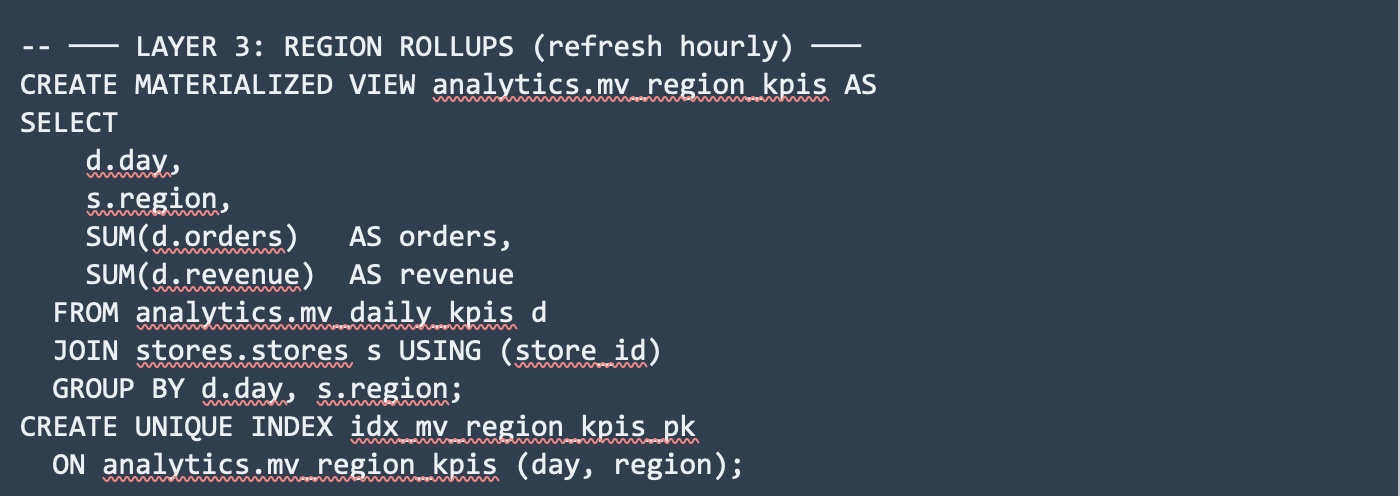 -- ─── LAYER 3: REGION ROLLUPS (refresh hourly) ───
CREATE MATERIALIZED VIEW analytics.mv_region_kpis AS
SELECT
    d.day,
    s.region,
    SUM(d.orders)   AS orders,
    SUM(d.revenue)  AS revenue
  FROM analytics.mv_daily_kpis d
  JOIN stores.stores s USING (store_id)
  GROUP BY d.day, s.region;
CREATE UNIQUE INDEX idx_mv_region_kpis_pk
  ON analytics.mv_region_kpis (day, region);